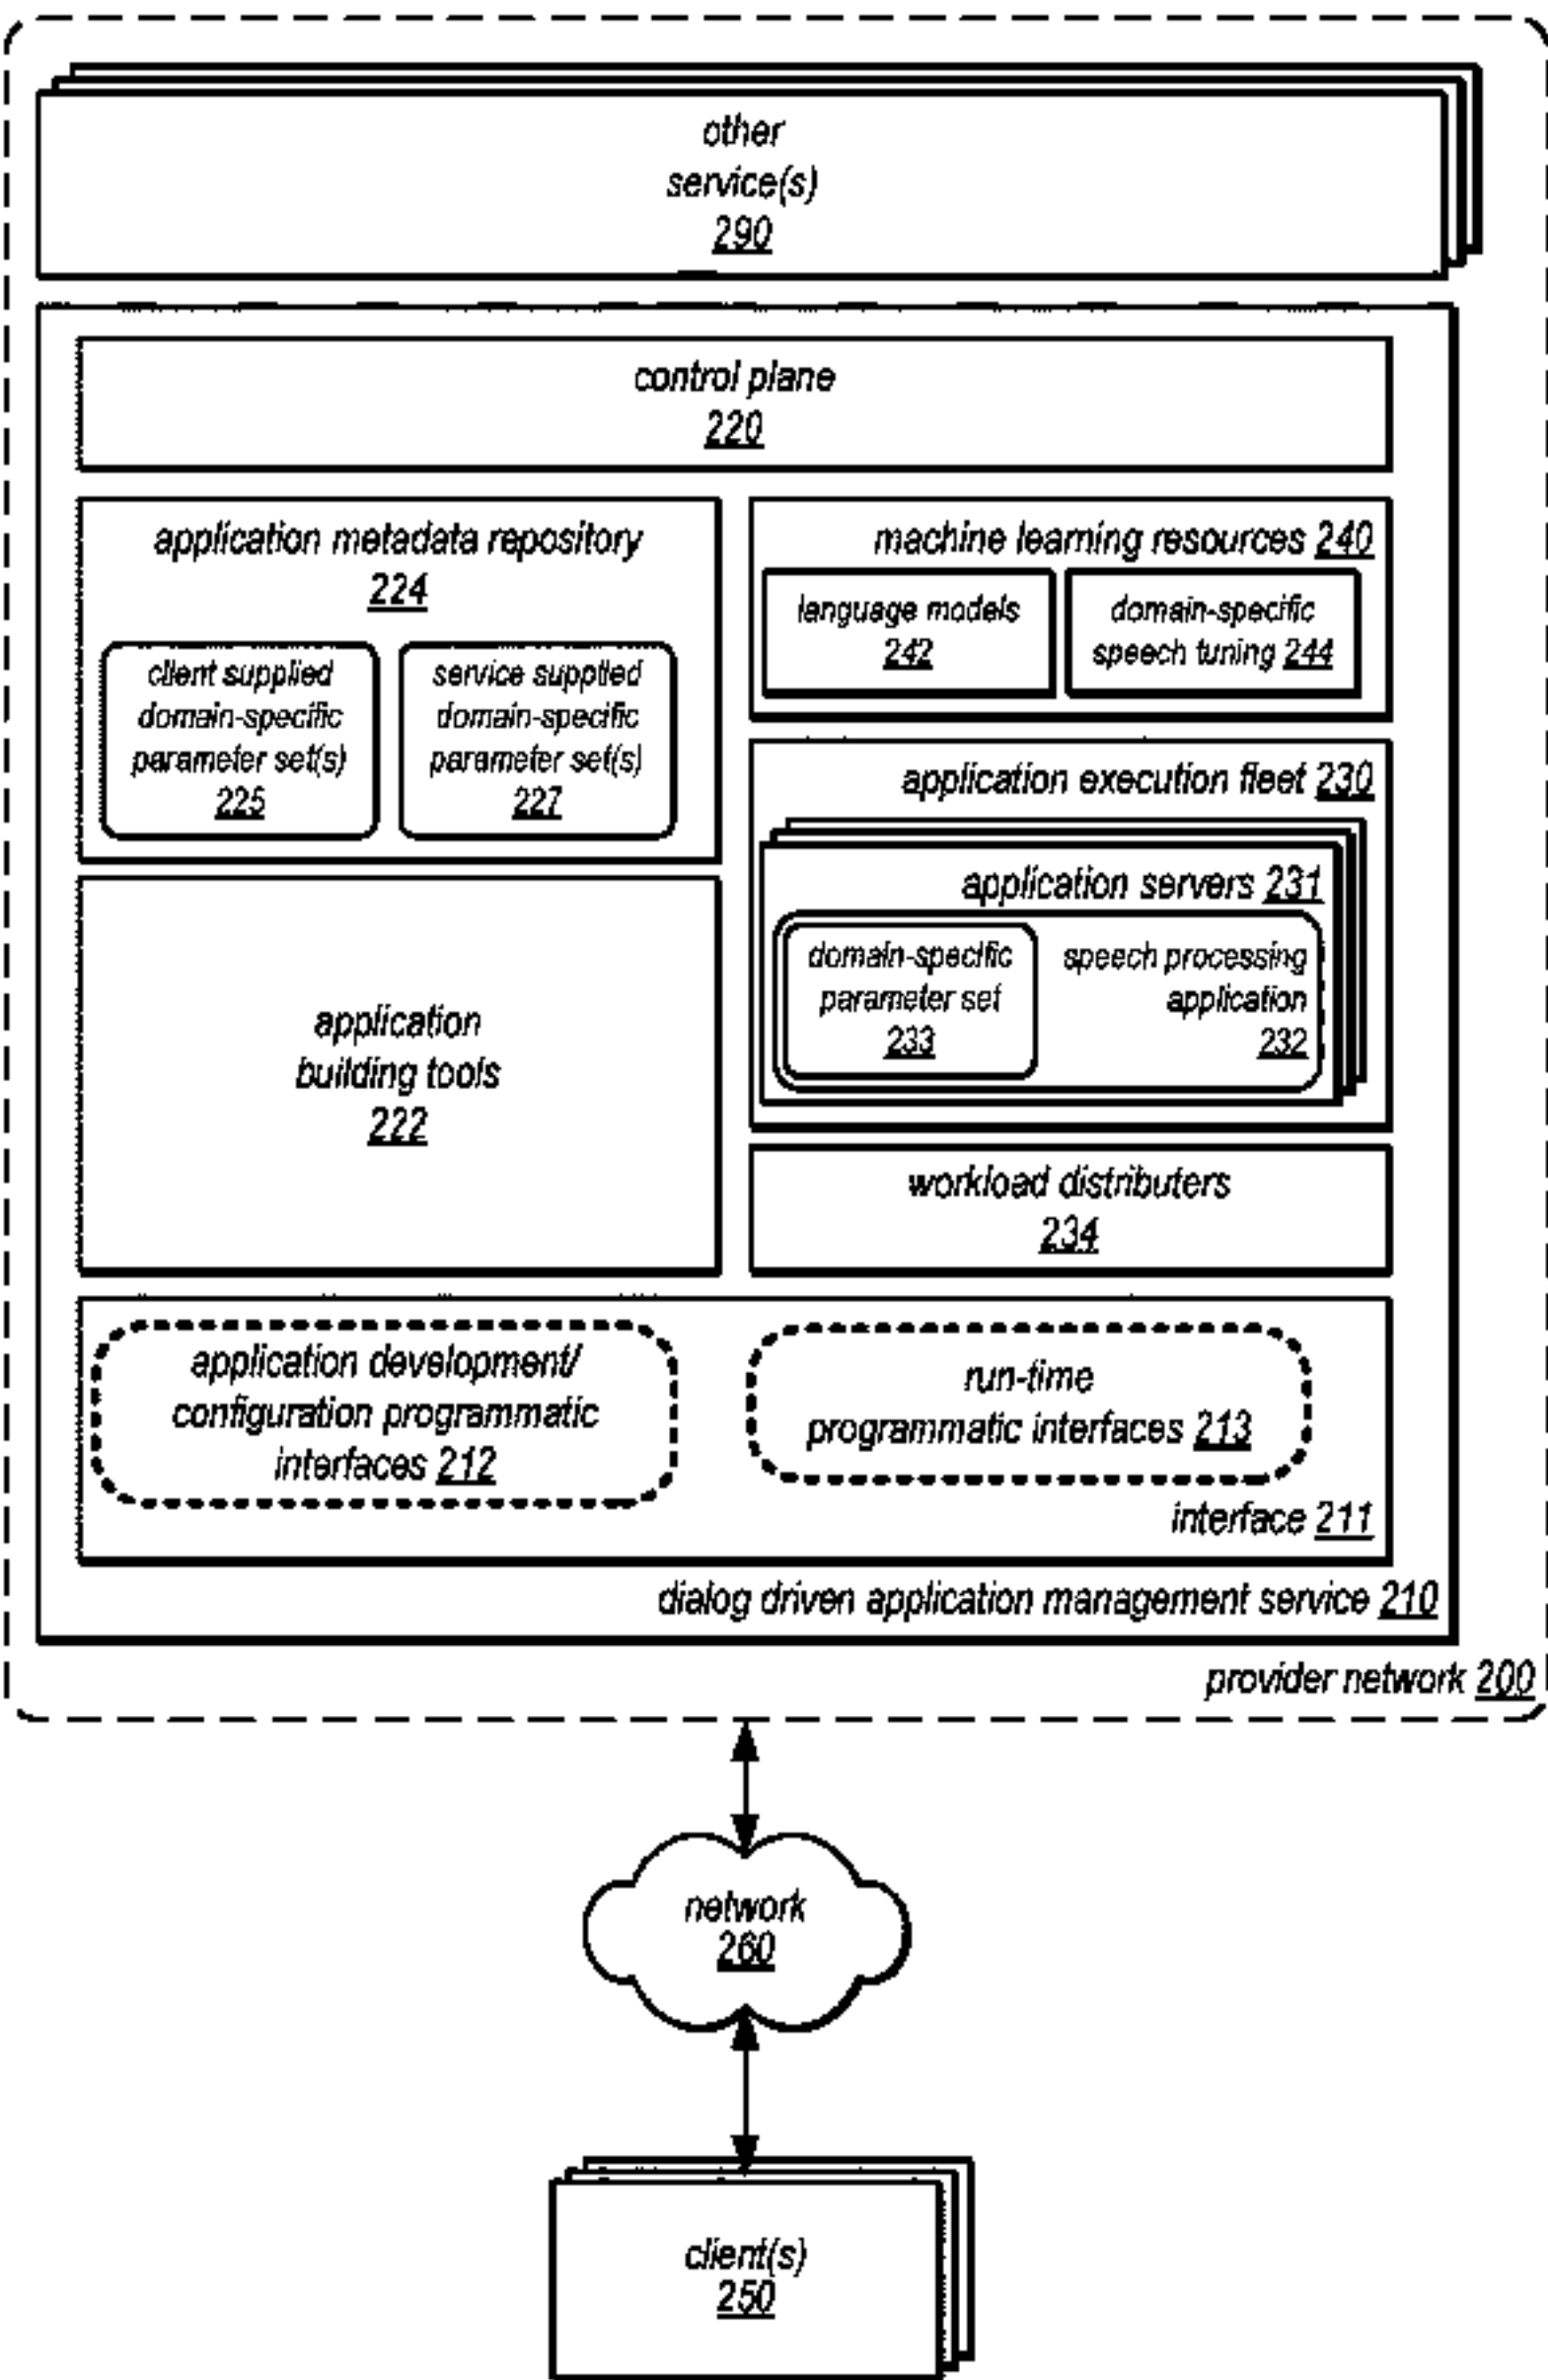 other
service(s)
290
control plane
220
application metadata repository
224
client supplied
domain-specific
parameter set(s)
225
service supplied
domain-specific
parameter set(s)
227
machine learning resources 240
language models
242
domain-specific
speech tuning 244
application execution fleet 230
application servers 231
domain-specific
parameter set
233
speech processing
application
232
application
building tools
222
workload distributers
234
application development/
configuration programmatic
interfaces 212
run-time
programmatic interfaces 213
interface 211
dialog driven application management service 210
provider network 200
network
260
client(s)
250